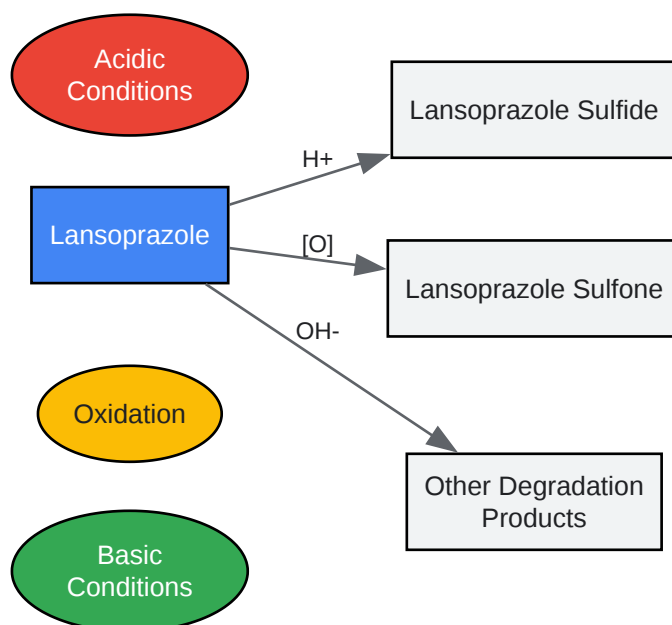 Acidic
Conditions
Lansoprazole Sulfide
H+
Lansoprazole
[O]
Lansoprazole Sulfone
OH-
Oxidation
Other Degradation
Products
Basic
Conditions